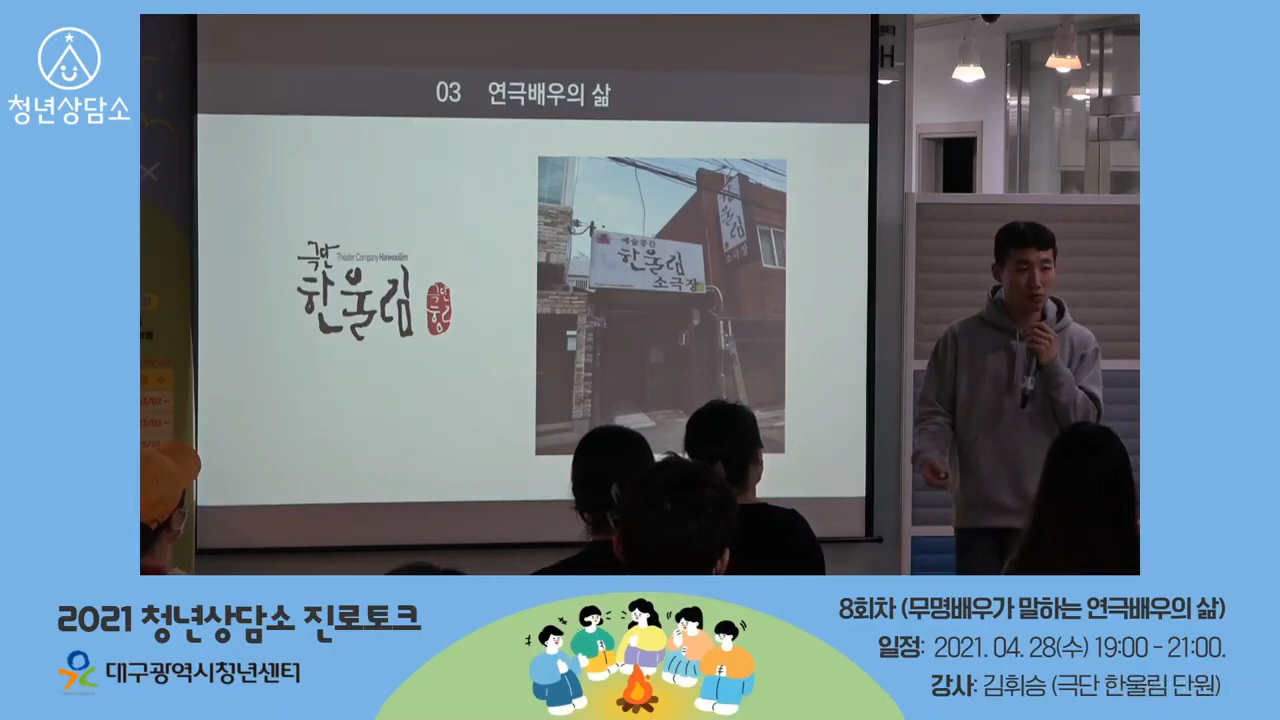 청년상담소
03 연극배우의 삶
극단
Theater Company Hanwoollim
한울림
예술공간
한울림
소극장
한울림
소극장
2021 청년상담소 진로토크
대구광역시청년센터
8회차 (무명배우가 말하는 연극배우의 삶)
일정: 2021. 04. 28(수) 19:00 - 21:00.
강사: 김휘승 (극단 한울림 단원)